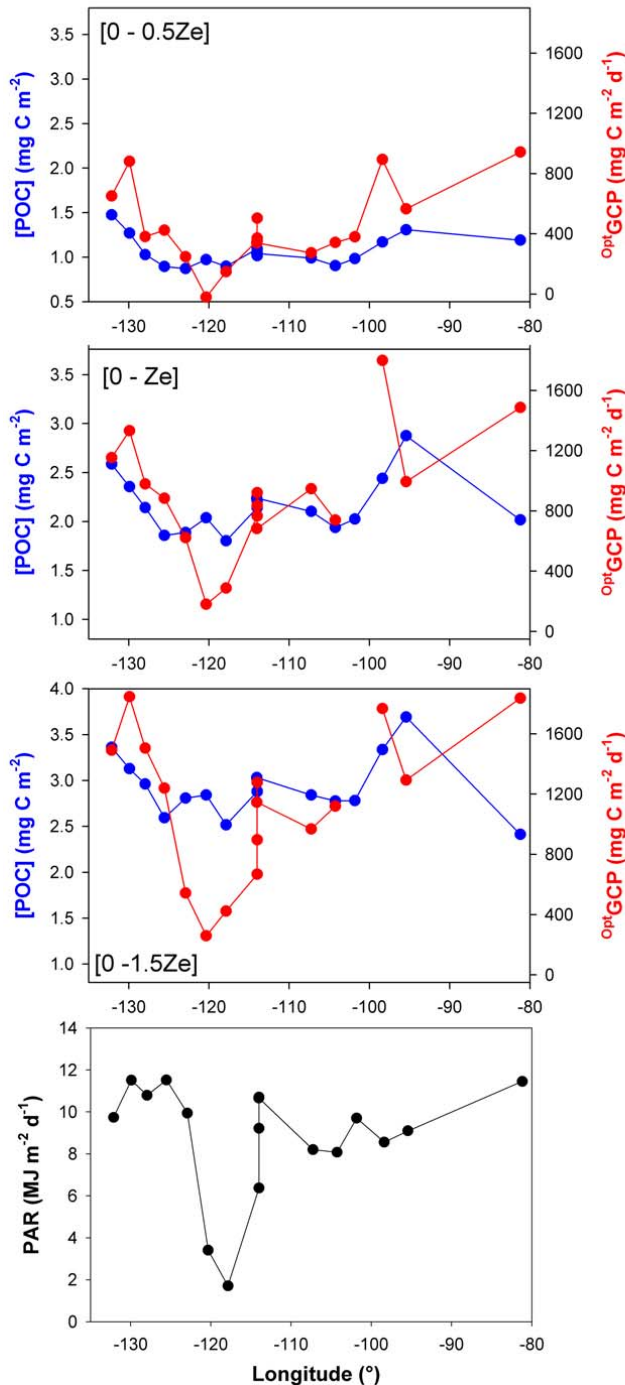 [0 - 0.5Ze]
[POC] (mg C m-2)
OptGCP (mg C m-2 d-1)
3.5
3.0
2.5
2.0
1.5
1.0
0.5
1600
1200
800
400
0
-130 -120 -110 -100 -90 -80
[0 - Ze]
[POC] (mg C m-2)
OptGCP (mg C m-2 d-1)
3.5
3.0
2.5
2.0
1.5
1.0
1600
1200
800
400
0
-130 -120 -110 -100 -90 -80
[0 -1.5Ze]
[POC] (mg C m-2)
OptGCP (mg C m-2 d-1)
4.0
3.5
3.0
2.5
2.0
1.5
1.0
1600
1200
800
400
0
-130 -120 -110 -100 -90 -80
PAR (MJ m-2 d-1)
14
12
10
8
6
4
2
0
-130 -120 -110 -100 -90 -80
Longitude (°)